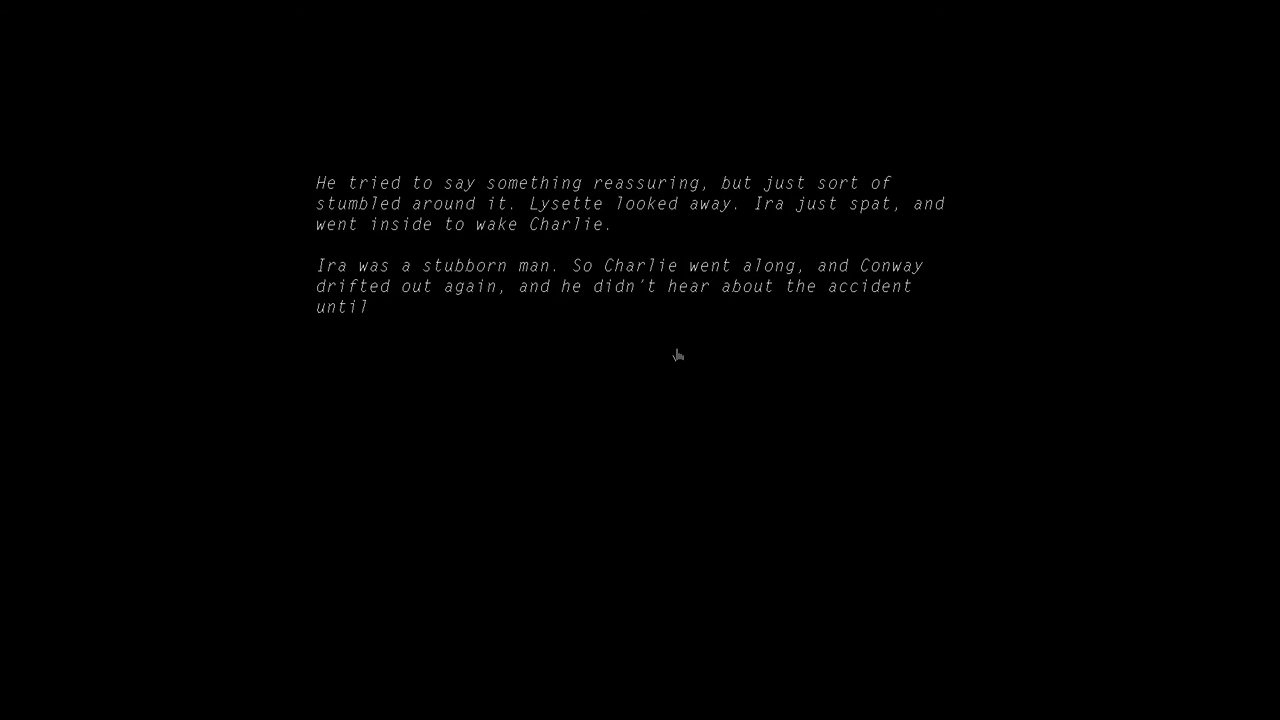 He tried to say something reassuring, but just sort of
stumbled around it. Lysette looked away. Ira just spat, and
went inside to wake Charlie.
Ira was a stubborn man. So Charlie went along, and Conway
drifted out again, and he didn't hear about the accident
until